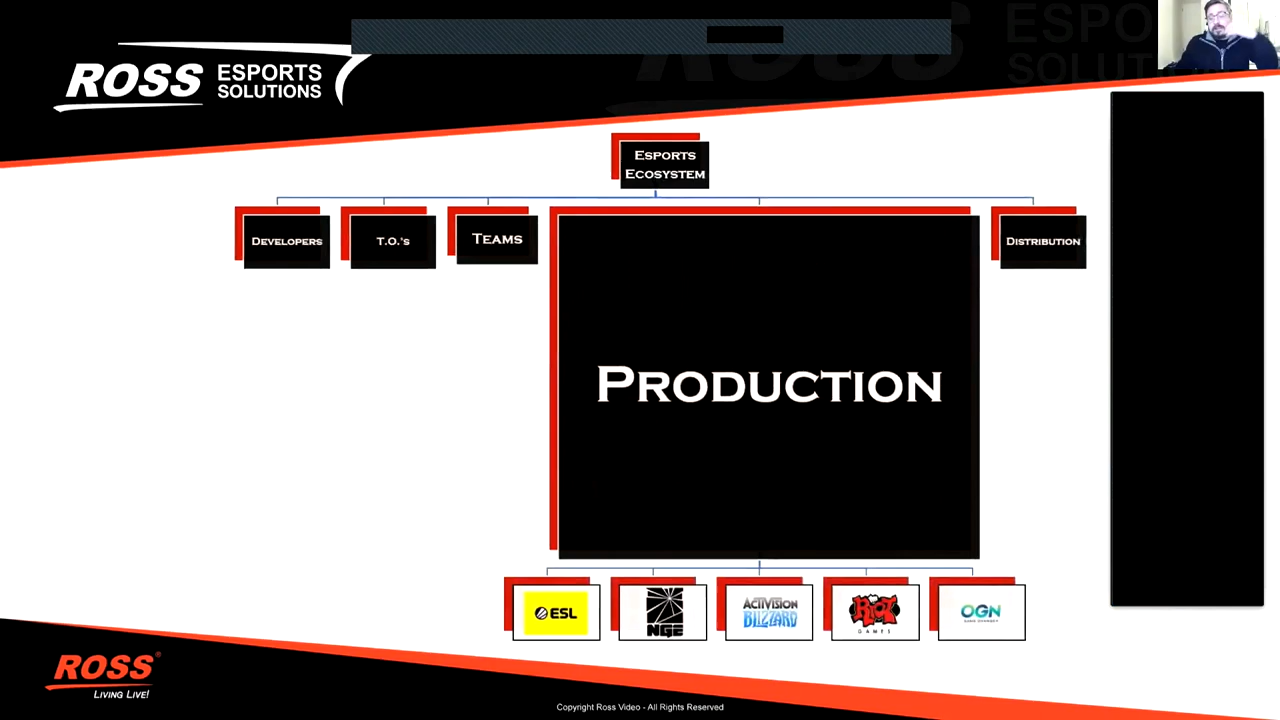 ROSS ESPORTS
SOLUTIONS
ESPORTS
ECOSYSTEM
DEVELOPERS
T.O.'S
TEAMS
DISTRIBUTION
PRODUCTION
ESL
NGE
ACTIVISION
BLIZZARD
RIOT
GAMES
OGN
ROSS®
LIVING LIVE!
Copyright Ross Video - All Rights Reserved